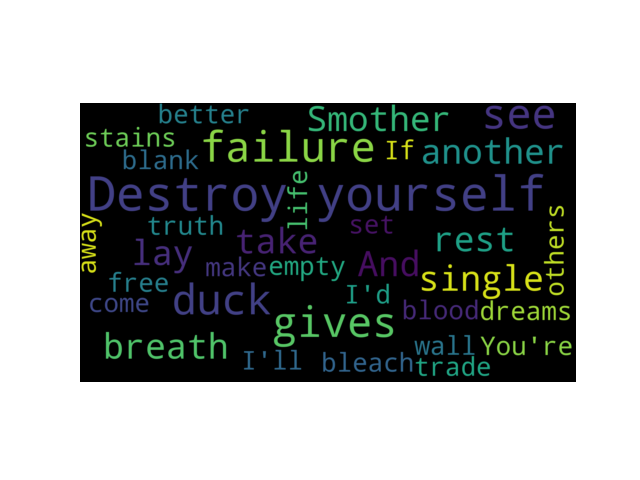 better Smother see
stains failure If another
blank
Destroy yourself
life
truth set
away lay take rest others
make empty And single
free I'd
come duck gives blood dreams
breath wall You're
I'll bleach trade